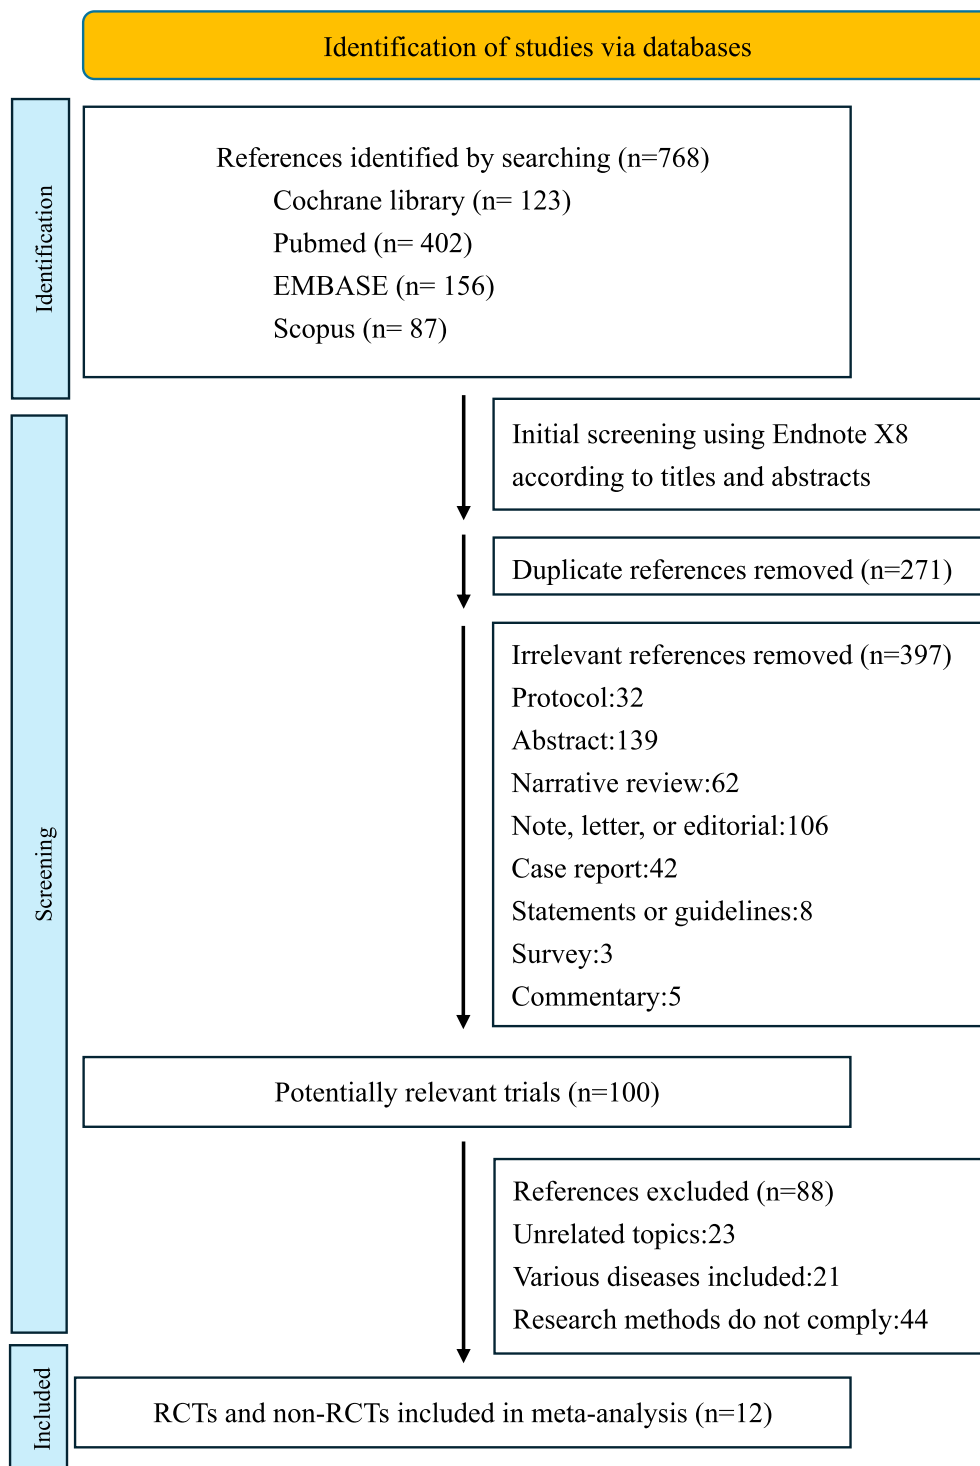 Identification of studies via databases
Identification
References identified by searching (n=768)
Cochrane library (n= 123)
Pubmed (n= 402)
EMBASE (n= 156)
Scopus (n= 87)
Screening
Initial screening using Endnote X8
according to titles and abstracts
Duplicate references removed (n=271)
Irrelevant references removed (n=397)
Protocol:32
Abstract:139
Narrative review:62
Note, letter, or editorial:106
Case report:42
Statements or guidelines:8
Survey:3
Commentary:5
Potentially relevant trials (n=100)
References excluded (n=88)
Unrelated topics:23
Various diseases included:21
Research methods do not comply:44
Included
RCTs and non-RCTs included in meta-analysis (n=12)